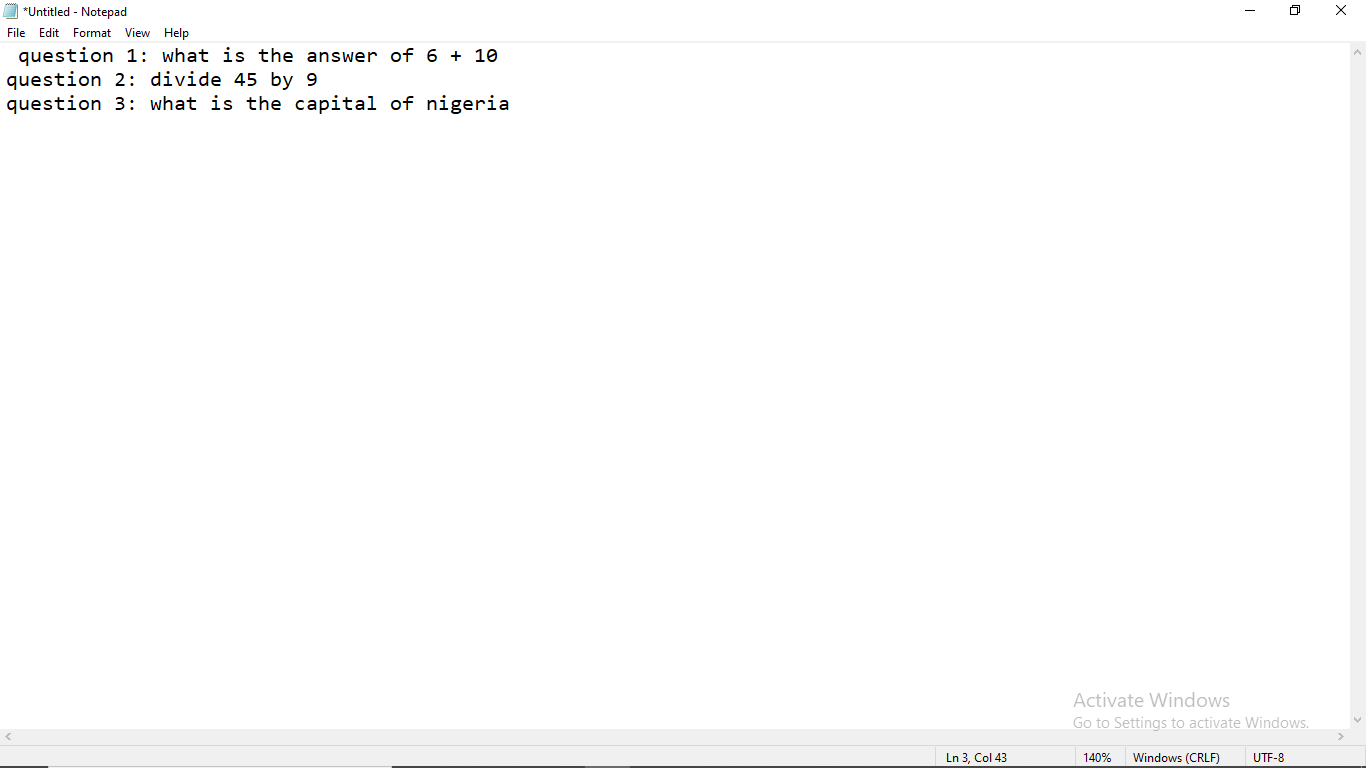 *Untitled - Notepad
File Edit Format View Help
question 1: what is the answer of 6 + 10
question 2: divide 45 by 9
question 3: what is the capital of nigeria
Activate Windows
Go to Settings to activate Windows.
Ln 3, Col 43 140% Windows (CRLF) UTF-8